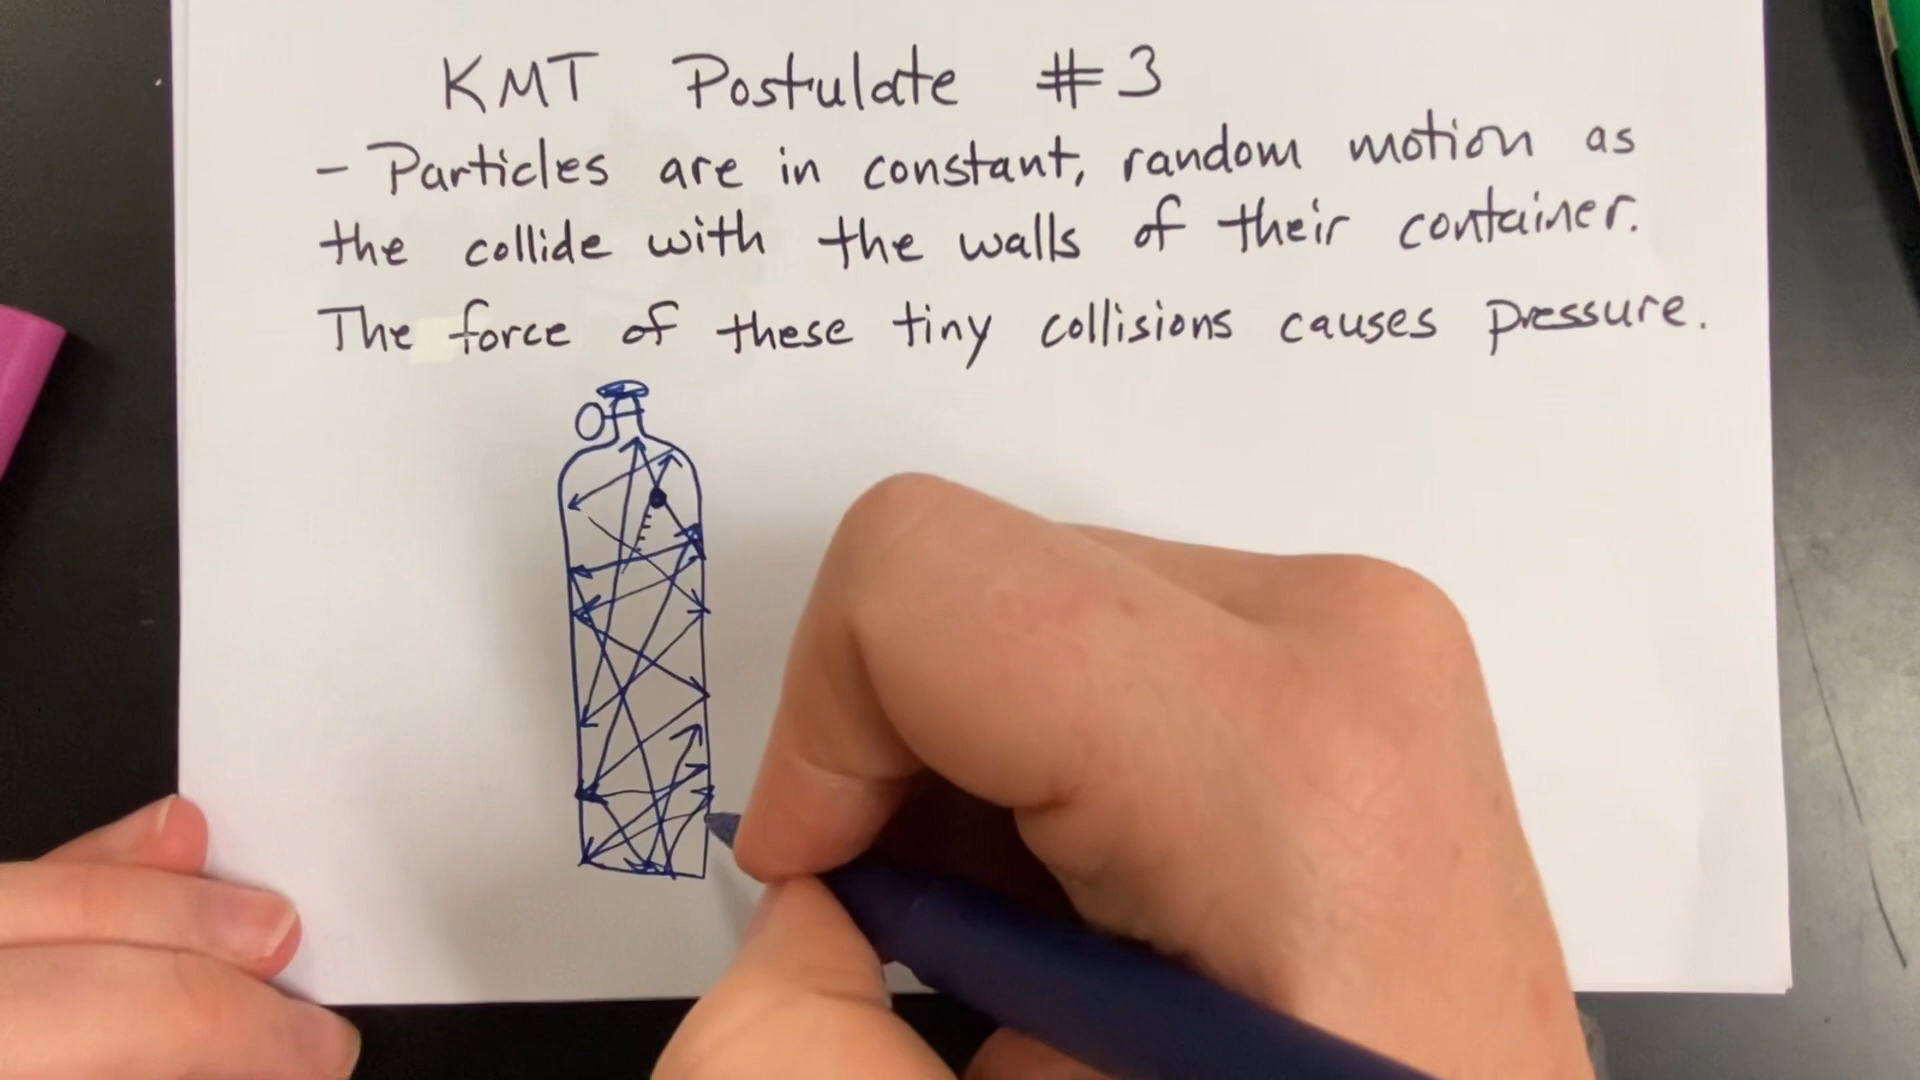 KMT Postulate #3
- Particles are in constant, random motion as
the collide with the walls of their container.
The force of these tiny collisions causes pressure.